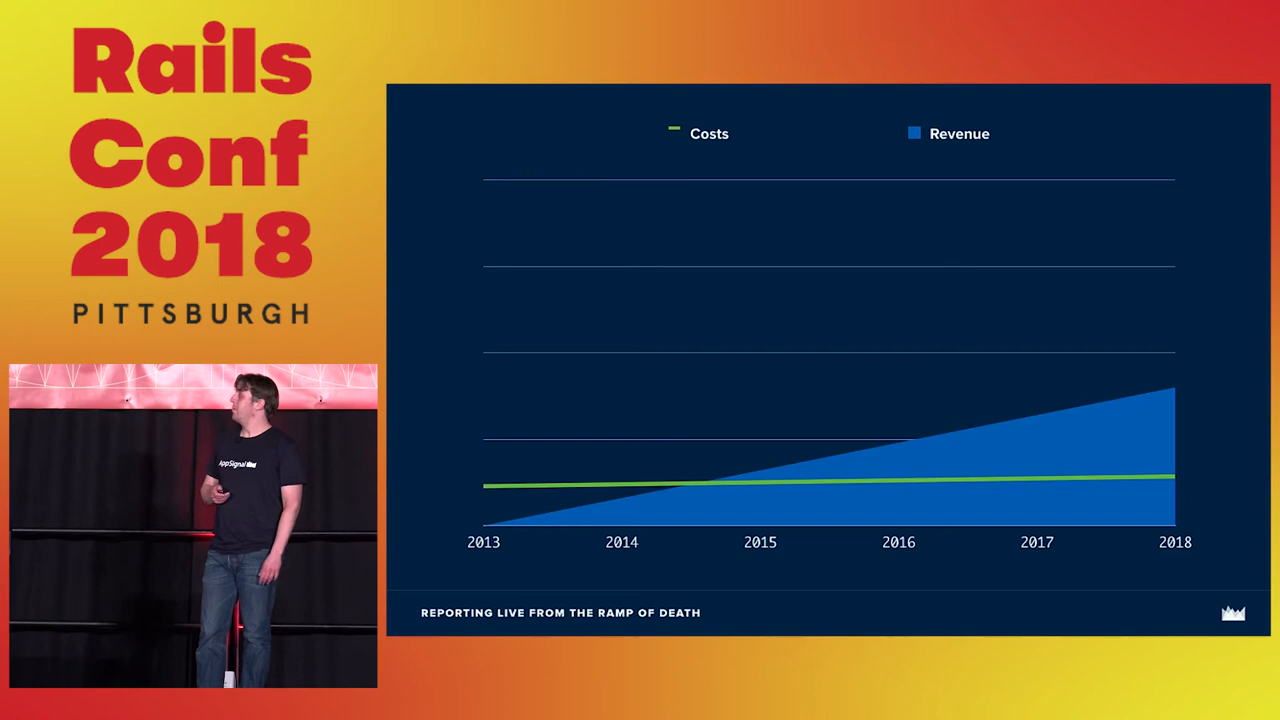 Rails
Conf
2018
PITTSBURGH
AppSignal
Costs
Revenue
2013 2014 2015 2016 2017 2018
REPORTING LIVE FROM THE RAMP OF DEATH